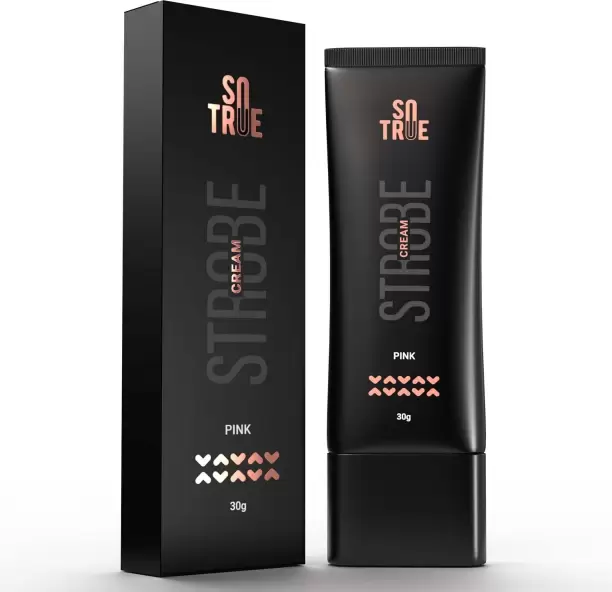 SO
TRUE
STROBE
CREAM
PINK
30g
SO
TRUE
STROBE
CREAM
PINK
30g